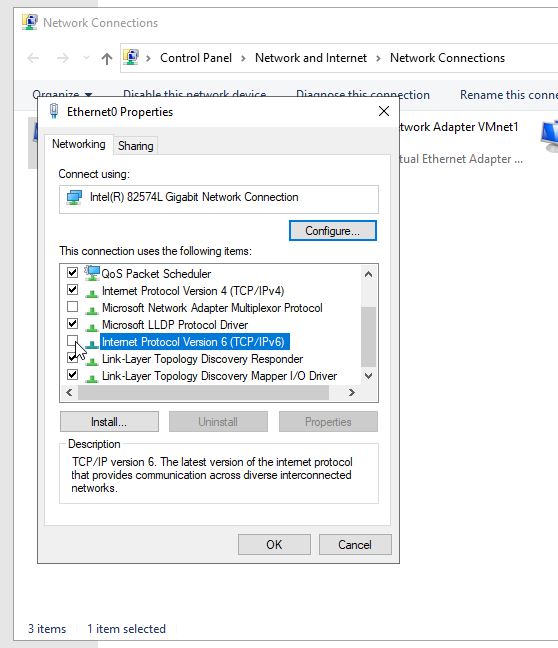 Network Connections
Control Panel > Network and Internet > Network Connections
Organize Disable this network device Diagnose this connection Rename this conne
Ethernet0 Properties
Networking
Sharing
Connect using:
Intel(R) 82574L Gigabit Network Connection
Configure...
This connection uses the following items:
QoS Packet Scheduler
Internet Protocol Version 4 (TCP/IPv4)
Microsoft Network Adapter Multiplexor Protocol
Microsoft LLDP Protocol Driver
Internet Protocol Version 6 (TCP/IPv6)
Link-Layer Topology Discovery Responder
Link-Layer Topology Discovery Mapper I/O Driver
Install...
Uninstall
Properties
Description
TCP/IP version 6. The latest version of the internet protocol
that provides communication across diverse interconnected
networks.
OK
Cancel
twork Adapter VMnet1
tual Ethernet Adapter ...
3 items
1 item selected